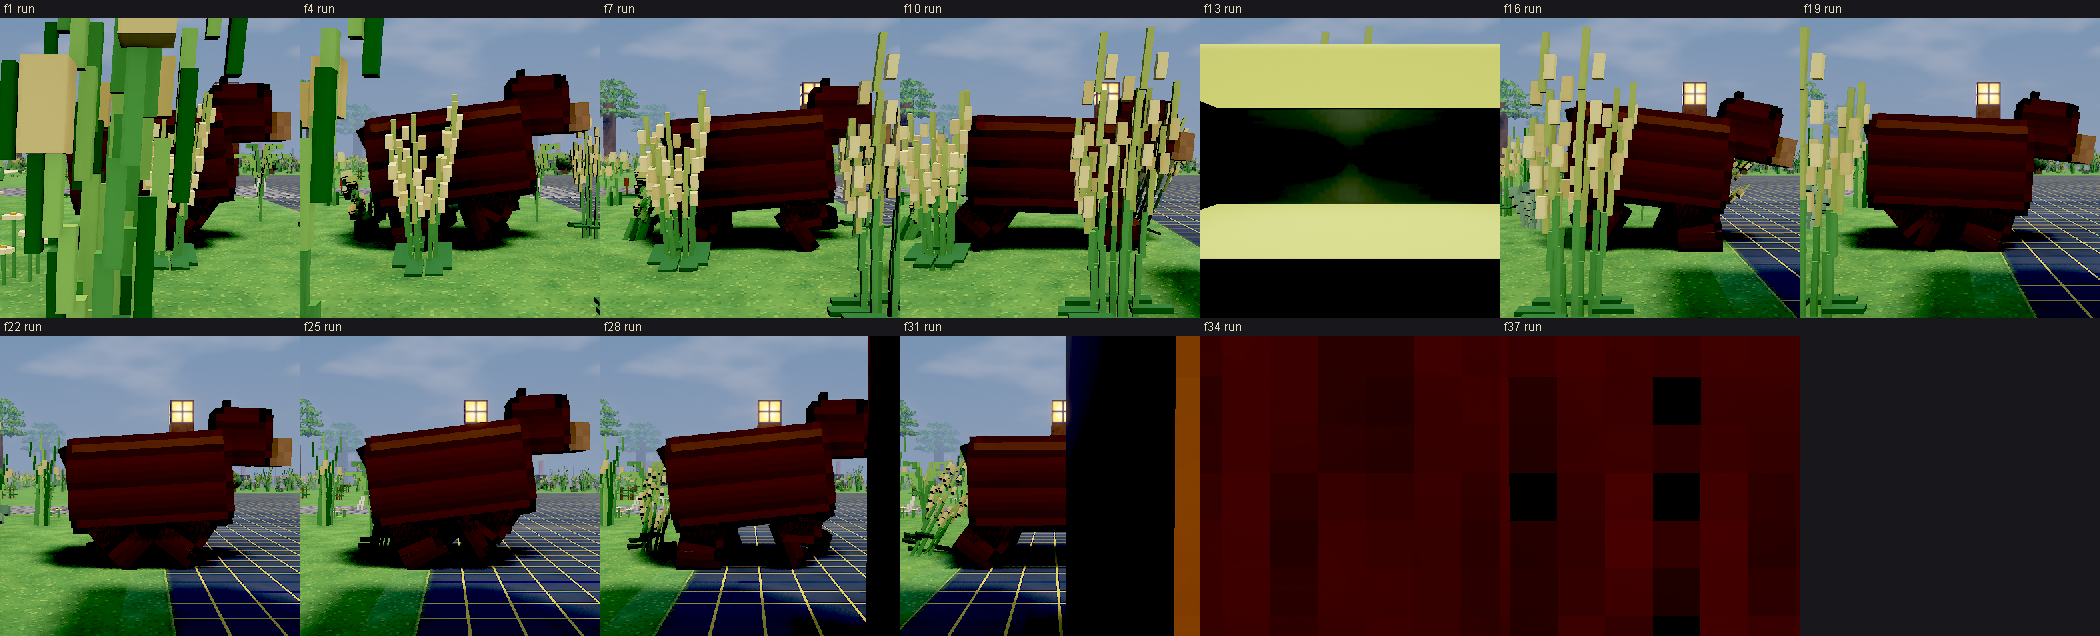 f1 run
f4 run
f7 run
f10 run
f13 run
f16 run
f19 run
f22 run
f25 run
f28 run
f31 run
f34 run
f37 run